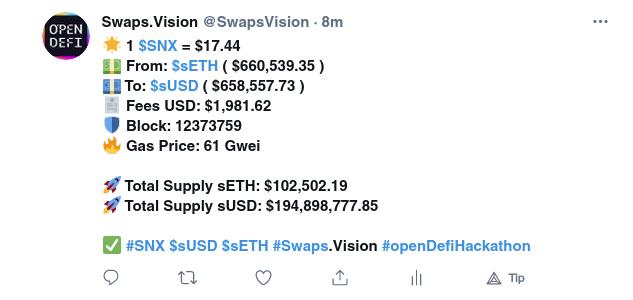 OPEN
DEFI
Swaps.Vision @SwapsVision · 8m
🌟 1 $SNX = $17.44
💵 From: $sETH ( $660,539.35 )
💶 To: $sUSD ( $658,557.73 )
🧾 Fees USD: $1,981.62
🛡️ Block: 12373759
🔥 Gas Price: 61 Gwei
🚀 Total Supply sETH: $102,502.19
🚀 Total Supply sUSD: $194,898,777.85
✅ #SNX $sUSD $sETH #Swaps.Vision #openDefiHackathon
Tip